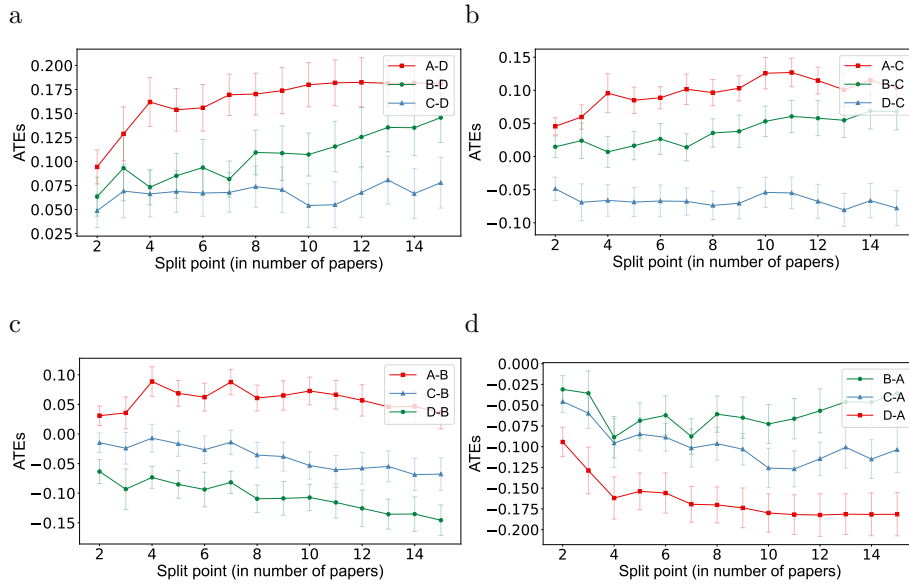 a
0.200
0.175
0.150
0.125
0.100
0.075
0.050
0.025
ATEs
A-D
B-D
C-D
2 4 6 8 10 12 14
Split point (in number of papers)
b
0.15
0.10
0.05
0.00
−0.05
−0.10
ATEs
A-C
B-C
D-C
2 4 6 8 10 12 14
Split point (in number of papers)
c
0.10
0.05
0.00
−0.05
−0.10
−0.15
ATEs
A-B
C-B
D-B
2 4 6 8 10 12 14
Split point (in number of papers)
d
0.000
−0.025
−0.050
−0.075
−0.100
−0.125
−0.150
−0.175
−0.200
ATEs
B-A
C-A
D-A
2 4 6 8 10 12 14
Split point (in number of papers)